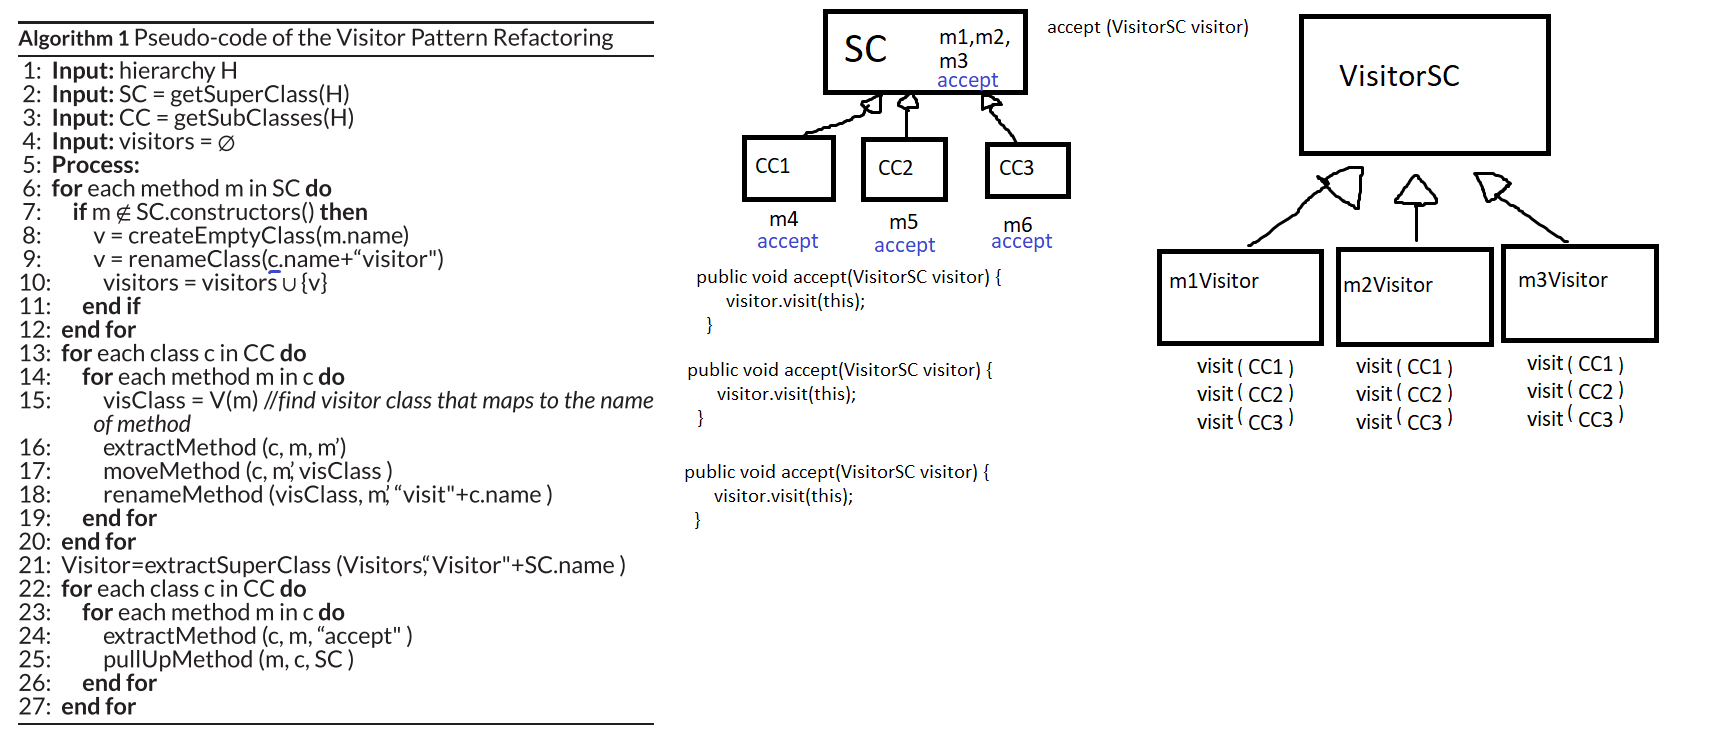 Algorithm 1 Pseudo-code of the Visitor Pattern Refactoring
1: Input: hierarchy H
2: Input: SC = getSuperClass(H)
3: Input: CC = getSubClasses(H)
4: Input: visitors = ∅
5: Process:
6: for each method m in SC do
7: if m ∉ SC.constructors() then
8: v = createEmptyClass(m.name)
9: v = renameClass(c.name+“visitor")
10: visitors = visitors ∪ {v}
11: end if
12: end for
13: for each class c in CC do
14: for each method m in c do
15: visClass = V(m) //find visitor class that maps to the name
of method
16: extractMethod (c, m, m’)
17: moveMethod (c, m’, visClass )
18: renameMethod (visClass, m’, “visit"+c.name )
19: end for
20: end for
21: Visitor=extractSuperClass (Visitors,“Visitor"+SC.name )
22: for each class c in CC do
23: for each method m in c do
24: extractMethod (c, m, “accept" )
25: pullUpMethod (m, c, SC )
26: end for
27: end for
SC
m1,m2,
m3
accept
accept (VisitorSC visitor)
CC1
CC2
CC3
m4
accept
m5
accept
m6
accept
public void accept(VisitorSC visitor) {
visitor.visit(this);
}
public void accept(VisitorSC visitor) {
visitor.visit(this);
}
public void accept(VisitorSC visitor) {
visitor.visit(this);
}
VisitorSC
m1Visitor
m2Visitor
m3Visitor
visit ( CC1 )
visit ( CC2 )
visit ( CC3 )
visit ( CC1 )
visit ( CC2 )
visit ( CC3 )
visit ( CC1 )
visit ( CC2 )
visit ( CC3 )